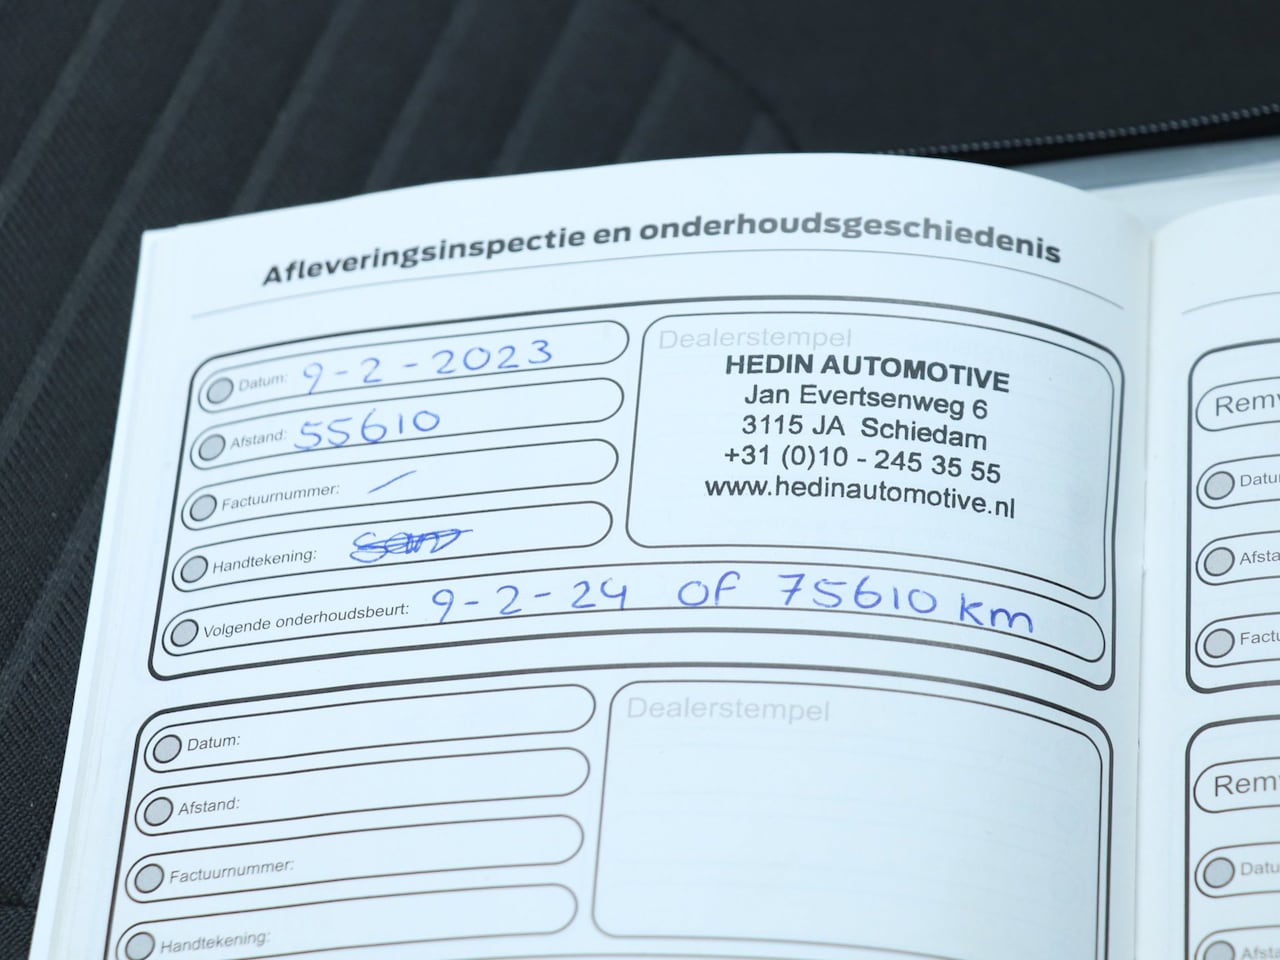 Afleveringsinspectie en onderhoudsgeschiedenis
Datum: 9-2-2023
Afstand: 55610
Factuurnummer: /
Handtekening:
Volgende onderhoudsbeurt: 9-2-24 of 75610 km
Dealerstempel
HEDIN AUTOMOTIVE
Jan Evertsenweg 6
3115 JA Schiedam
+31 (0)10 - 245 35 55
www.hedinautomotive.nl
Datum:
Afstand:
Factuurnummer:
Handtekening:
Dealerstempel
Remv
Datu
Afsta
Factu
Remv
Datu
Afsta